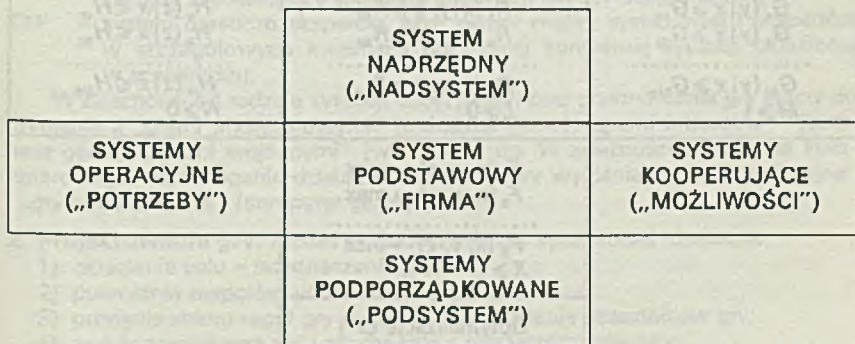 SYSTEM
NADRZĘDNY
(„NADSYSTEM”)
SYSTEMY
OPERACYJNE
(„POTRZEBY”)
SYSTEM
PODSTAWOWY
(„FIRMA”)
SYSTEMY
KOOPERUJĄCE
(„MOŻLIWOŚCI”)
SYSTEMY
PODPORZĄDKOWANE
(„PODSYSTEM”)